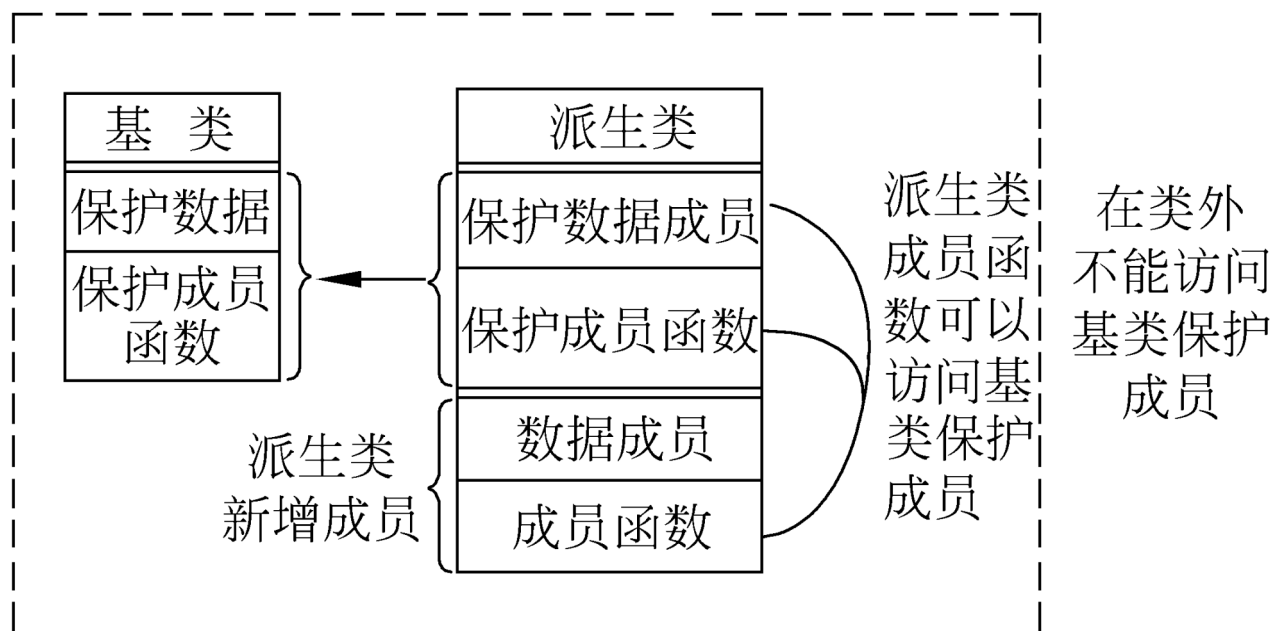 基 类
保护数据
保护成员
函数
派生类
保护数据成员
保护成员函数
数据成员
成员函数
派生类
新增成员
派生类
成员函
数可以
访问基
类保护
成员
在类外
不能访问
基类保护
成员